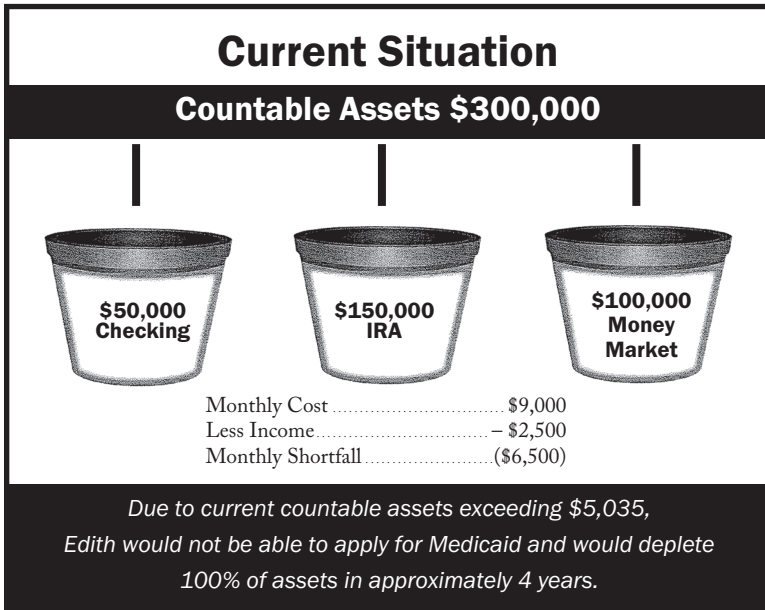 Current Situation
Countable Assets $300,000
$50,000
Checking
$150,000
IRA
$100,000
Money
Market
Monthly Cost ................................ $9,000
Less Income ................................ – $2,500
Monthly Shortfall ........................ ($6,500)
Due to current countable assets exceeding $5,035,
Edith would not be able to apply for Medicaid and would deplete
100% of assets in approximately 4 years.